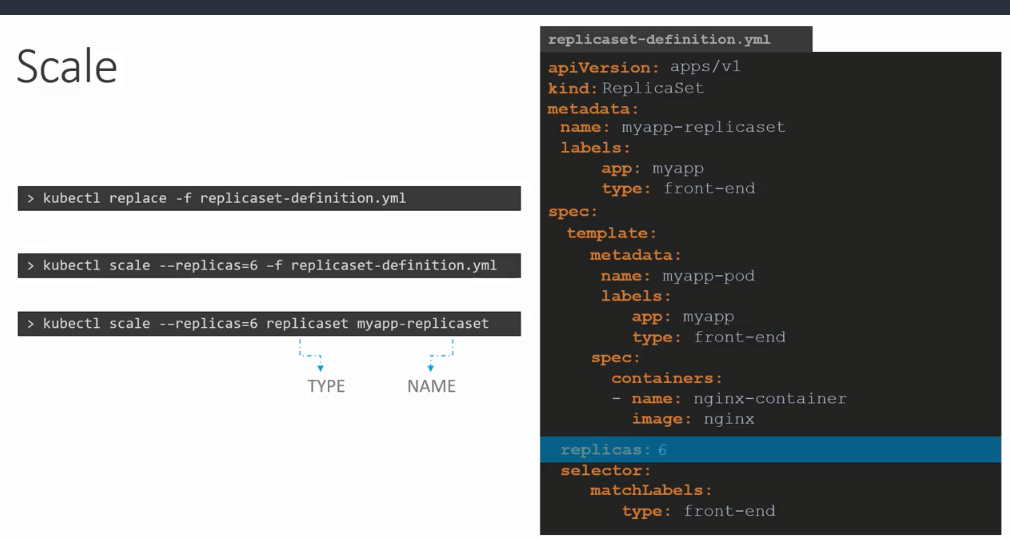 Scale
> kubectl replace -f replicaset-definition.yml
> kubectl scale --replicas=6 -f replicaset-definition.yml
> kubectl scale --replicas=6 replicaset myapp-replicaset
TYPE NAME
replicaset-definition.yml
apiVersion: apps/v1
kind: ReplicaSet
metadata:
  name: myapp-replicaset
  labels:
    app: myapp
    type: front-end
spec:
  template:
    metadata:
      name: myapp-pod
      labels:
        app: myapp
        type: front-end
    spec:
      containers:
      - name: nginx-container
        image: nginx
  replicas: 6
  selector:
    matchLabels:
      type: front-end